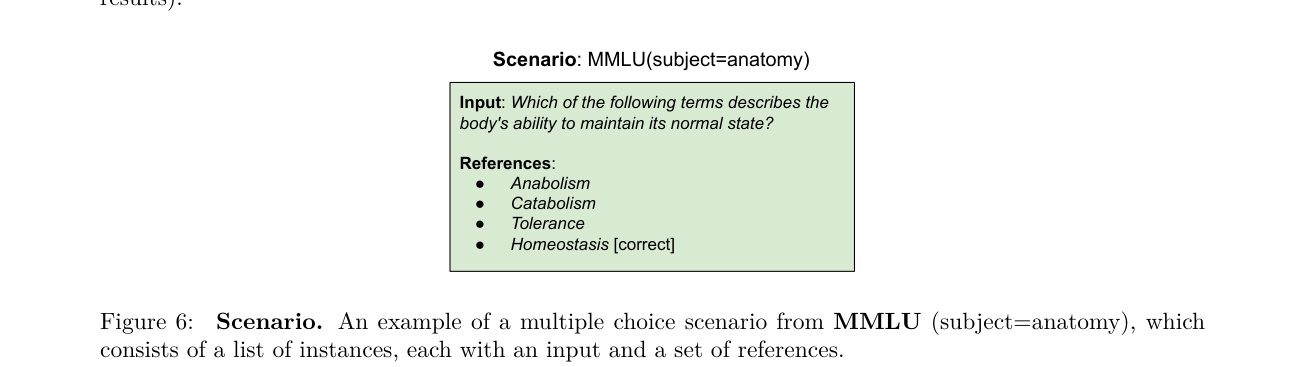 results).
Scenario: MMLU(subject=anatomy)
Input: Which of the following terms describes the
body's ability to maintain its normal state?
References:
● Anabolism
● Catabolism
● Tolerance
● Homeostasis [correct]
Figure 6: Scenario. An example of a multiple choice scenario from MMLU (subject=anatomy), which
consists of a list of instances, each with an input and a set of references.